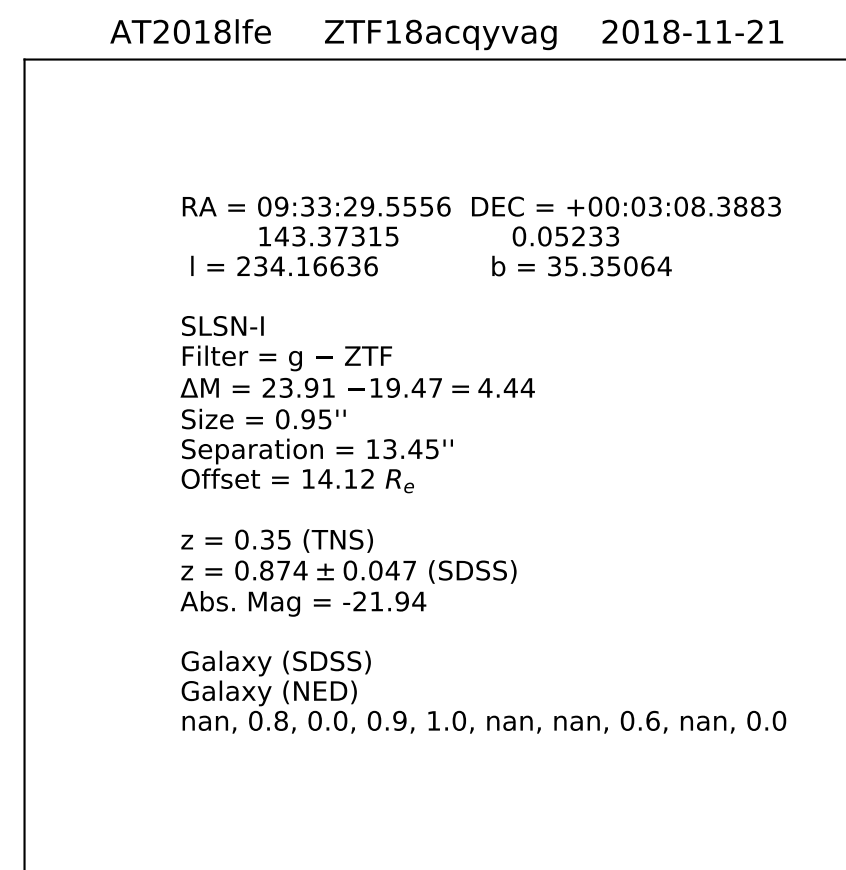 AT2018lfe ZTF18acqyvag 2018-11-21
RA = 09:33:29.5556 DEC = +00:03:08.3883
143.37315 0.05233
l = 234.16636 b = 35.35064
SLSN-I
Filter = g − ZTF
ΔM = 23.91 −19.47 = 4.44
Size = 0.95''
Separation = 13.45''
Offset = 14.12 Rₑ
z = 0.35 (TNS)
z = 0.874 ± 0.047 (SDSS)
Abs. Mag = -21.94
Galaxy (SDSS)
Galaxy (NED)
nan, 0.8, 0.0, 0.9, 1.0, nan, nan, 0.6, nan, 0.0